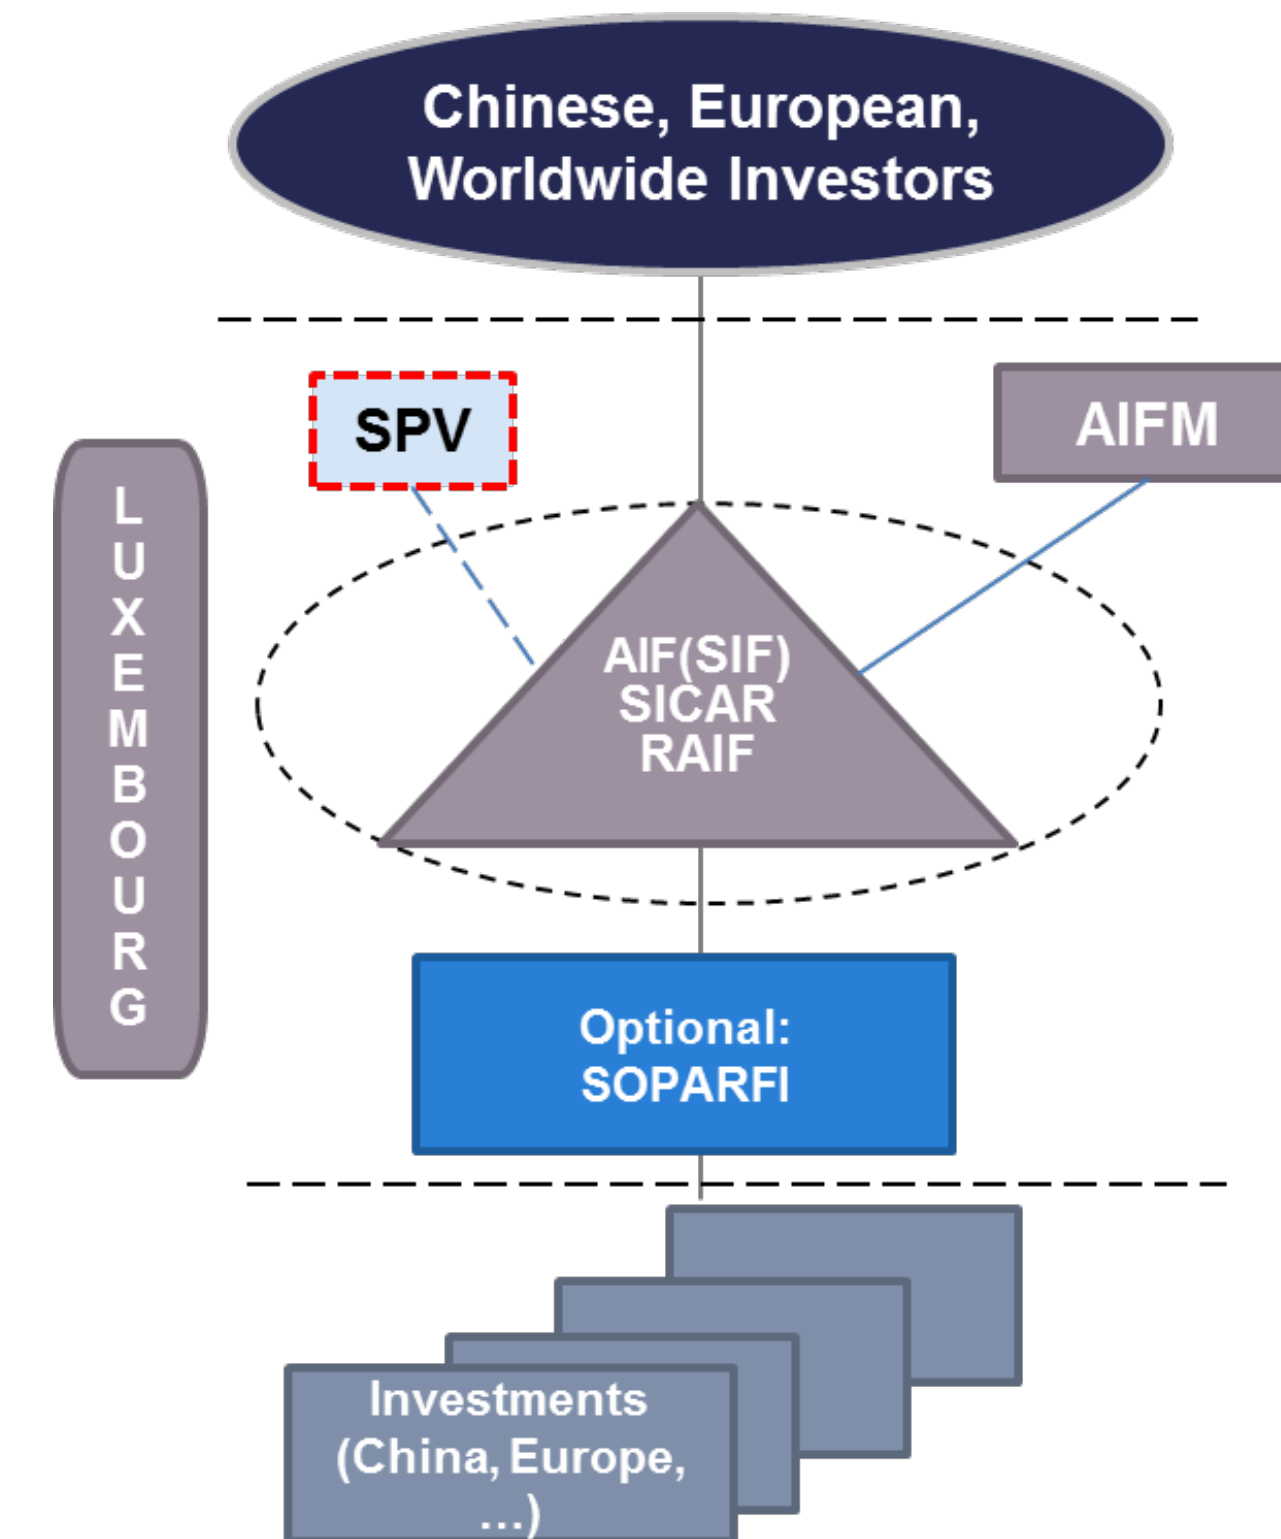 Chinese, European,
Worldwide Investors
SPV
AIFM
L
U
X
E
M
B
O
U
R
G
AIF(SIF)
SICAR
RAIF
Optional:
SOPARFI
Investments
(China, Europe,
...)